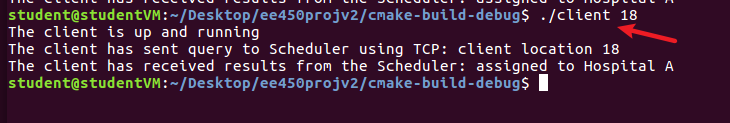 The client has received results from the Scheduler: assigned to Hospital A
student@studentVM:~/Desktop/ee450projv2/cmake-build-debug$ ./client 18
The client is up and running
The client has sent query to Scheduler using TCP: client location 18
The client has received results from the Scheduler: assigned to Hospital A
student@studentVM:~/Desktop/ee450projv2/cmake-build-debug$